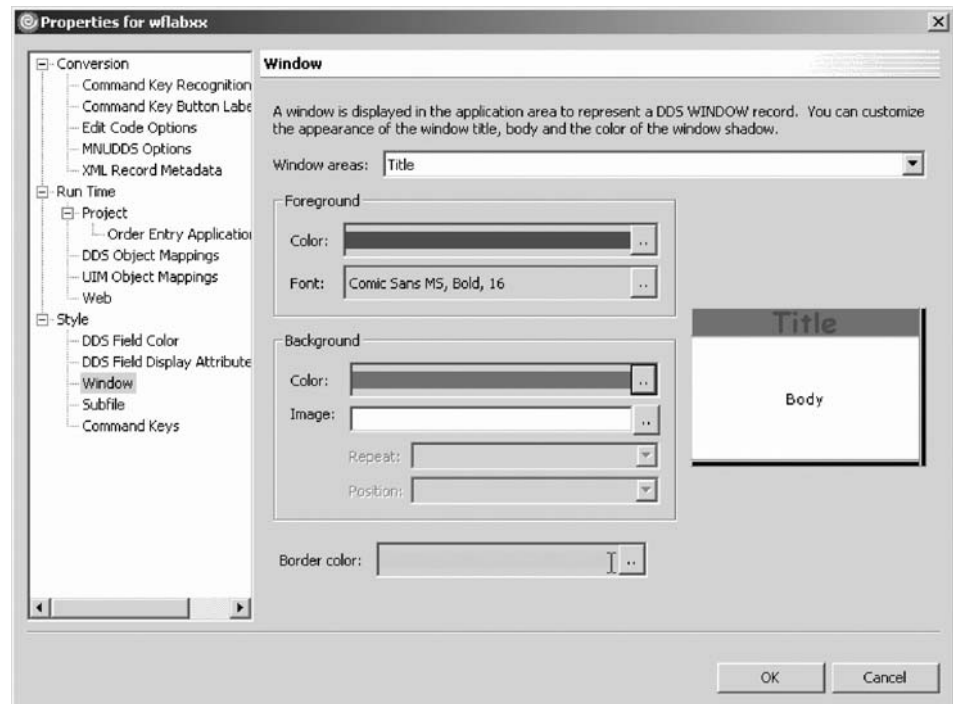 Properties for wflabxx
Conversion
Command Key Recognition
Command Key Button Labe
Edit Code Options
MNUDDS Options
XML Record Metadata
Run Time
Project
Order Entry Applicatio
DDS Object Mappings
UIM Object Mappings
Web
Style
DDS Field Color
DDS Field Display Attribute
Window
Subfile
Command Keys
Window
A window is displayed in the application area to represent a DDS WINDOW record. You can customize
the appearance of the window title, body and the color of the window shadow.
Window areas: Title
Foreground
Color: ..
Font: Comic Sans MS, Bold, 16 ..
Background
Color: ..
Image: ..
Repeat:
Position:
Border color: ..
Title
Body
OK Cancel